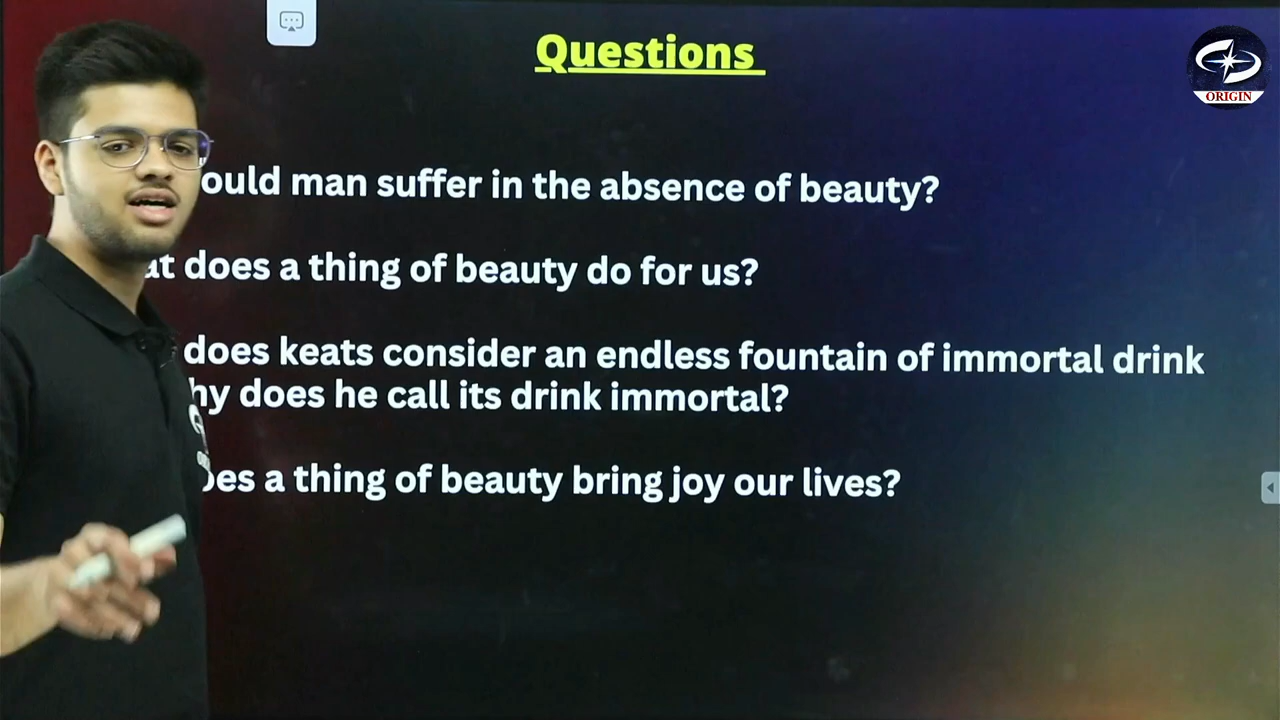 Questions
ORIGIN
ould man suffer in the absence of beauty?
at does a thing of beauty do for us?
does keats consider an endless fountain of immortal drink
hy does he call its drink immortal?
oes a thing of beauty bring joy our lives?